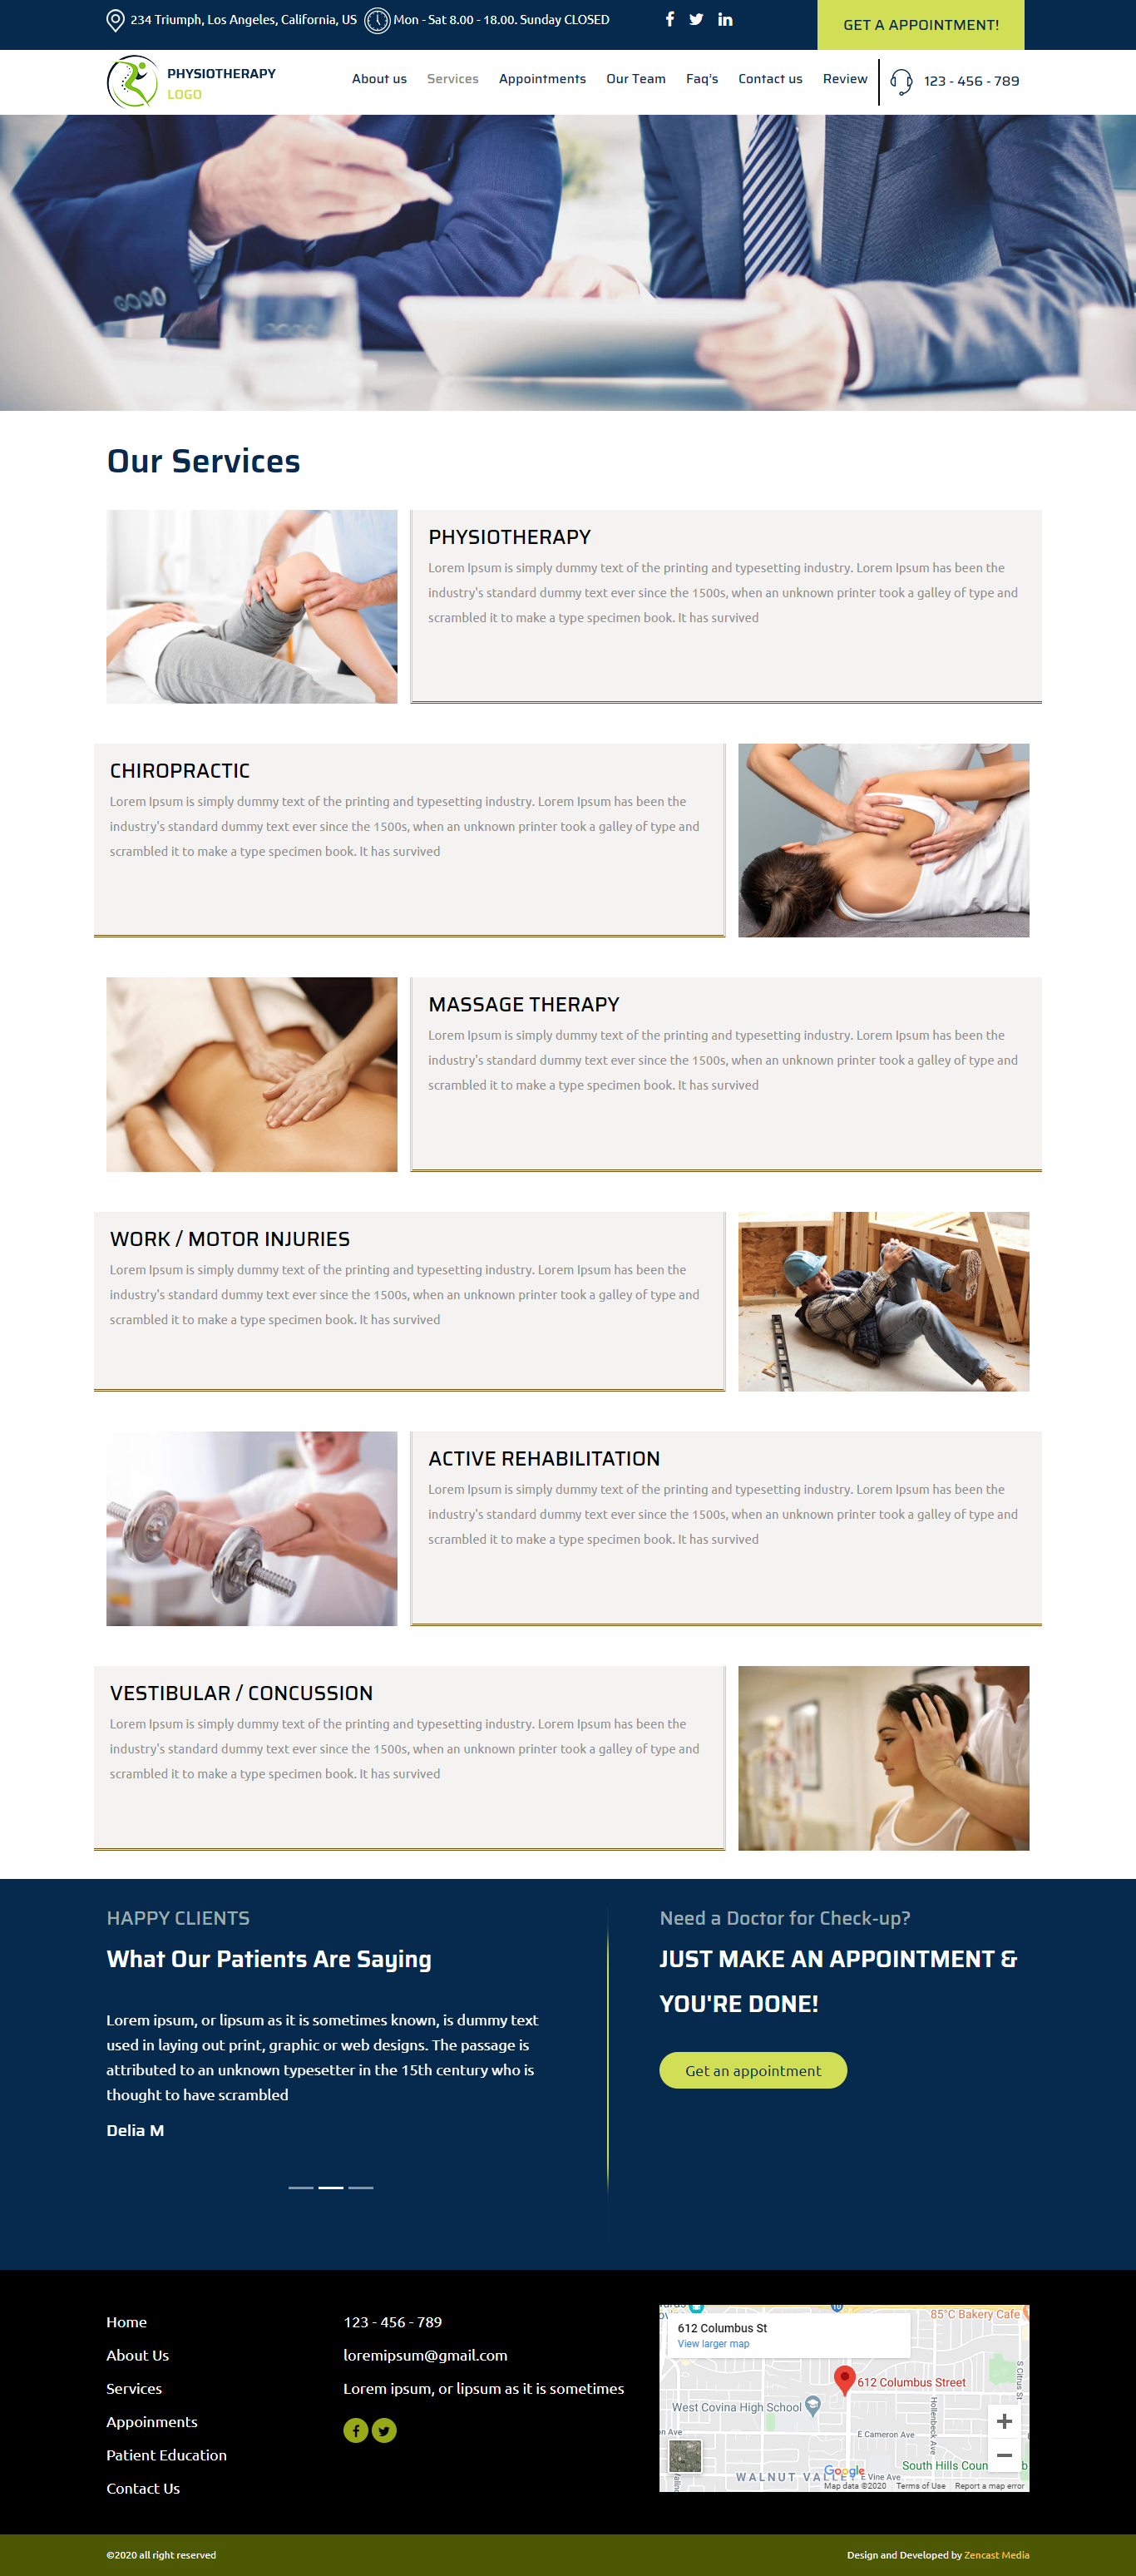 234 Triumph, Los Angeles, California, US Mon - Sat 8.00 - 18.00. Sunday CLOSED
GET A APPOINTMENT!
PHYSIOTHERAPY
LOGO
About us Services Appointments Our Team Faq's Contact us Review
123 - 456 - 789
Our Services
PHYSIOTHERAPY
Lorem Ipsum is simply dummy text of the printing and typesetting industry. Lorem Ipsum has been the
industry's standard dummy text ever since the 1500s, when an unknown printer took a galley of type and
scrambled it to make a type specimen book. It has survived
CHIROPRACTIC
Lorem Ipsum is simply dummy text of the printing and typesetting industry. Lorem Ipsum has been the
industry's standard dummy text ever since the 1500s, when an unknown printer took a galley of type and
scrambled it to make a type specimen book. It has survived
MASSAGE THERAPY
Lorem Ipsum is simply dummy text of the printing and typesetting industry. Lorem Ipsum has been the
industry's standard dummy text ever since the 1500s, when an unknown printer took a galley of type and
scrambled it to make a type specimen book. It has survived
WORK / MOTOR INJURIES
Lorem Ipsum is simply dummy text of the printing and typesetting industry. Lorem Ipsum has been the
industry's standard dummy text ever since the 1500s, when an unknown printer took a galley of type and
scrambled it to make a type specimen book. It has survived
ACTIVE REHABILITATION
Lorem Ipsum is simply dummy text of the printing and typesetting industry. Lorem Ipsum has been the
industry's standard dummy text ever since the 1500s, when an unknown printer took a galley of type and
scrambled it to make a type specimen book. It has survived
VESTIBULAR / CONCUSSION
Lorem Ipsum is simply dummy text of the printing and typesetting industry. Lorem Ipsum has been the
industry's standard dummy text ever since the 1500s, when an unknown printer took a galley of type and
scrambled it to make a type specimen book. It has survived
HAPPY CLIENTS
What Our Patients Are Saying
Lorem ipsum, or lipsum as it is sometimes known, is dummy text
used in laying out print, graphic or web designs. The passage is
attributed to an unknown typesetter in the 15th century who is
thought to have scrambled
Delia M
Need a Doctor for Check-up?
JUST MAKE AN APPOINTMENT &
YOU'RE DONE!
Get an appointment
Home
About Us
Services
Appoinments
Patient Education
Contact Us
123 - 456 - 789
loremipsum@gmail.com
Lorem ipsum, or lipsum as it is sometimes
85°C Bakery Cafe
612 Columbus St
View larger map
612 Columbus Street
S Citrus St
West Covina High School
Hollenbeck Ave
E Cameron Ave
South Hills Coun
WALNUT VALLEY
E Vine Ave
Google
Map data ©2020 Terms of Use Report a map error
©2020 all right reserved
Design and Developed by Zencast Media